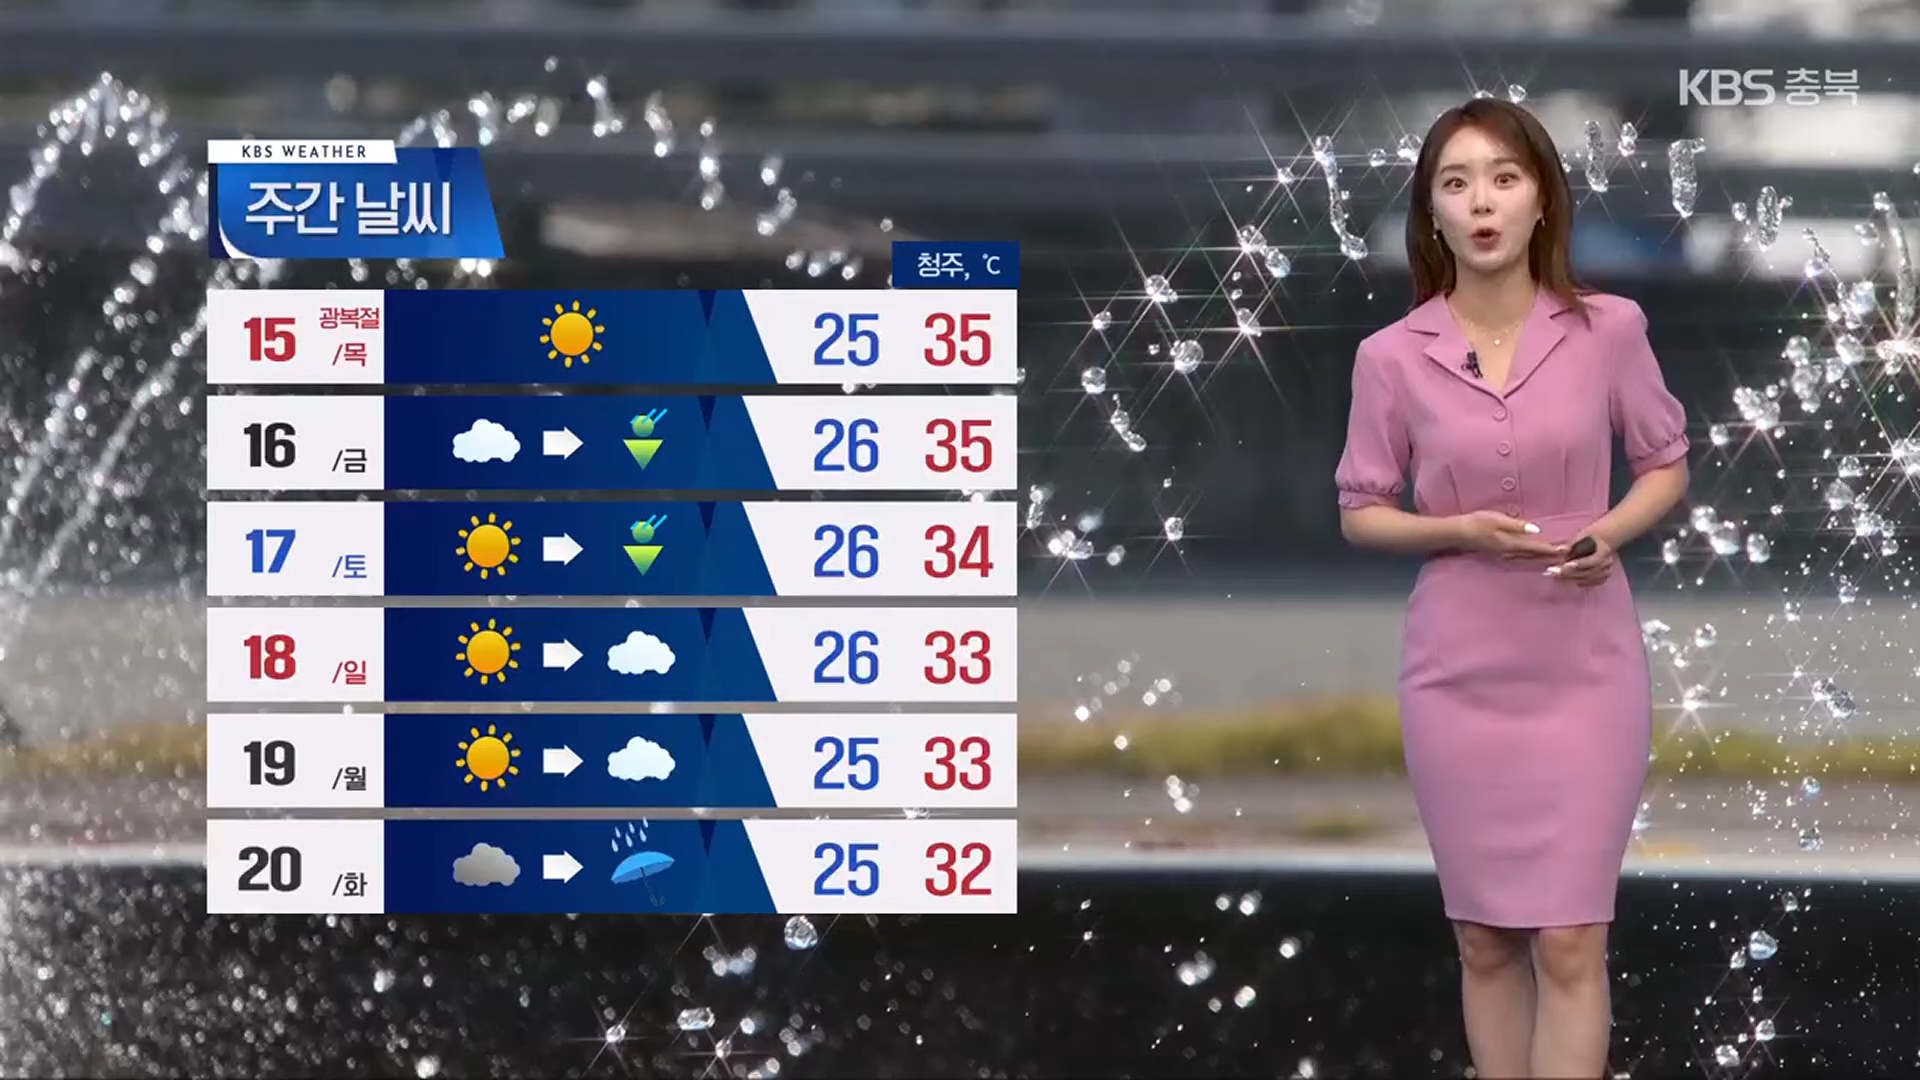 KBS 충북
KBS WEATHER
주간 날씨
청주, ℃
15 광복절 /목 25 35
16 /금 26 35
17 /토 26 34
18 /일 26 33
19 /월 25 33
20 /화 25 32